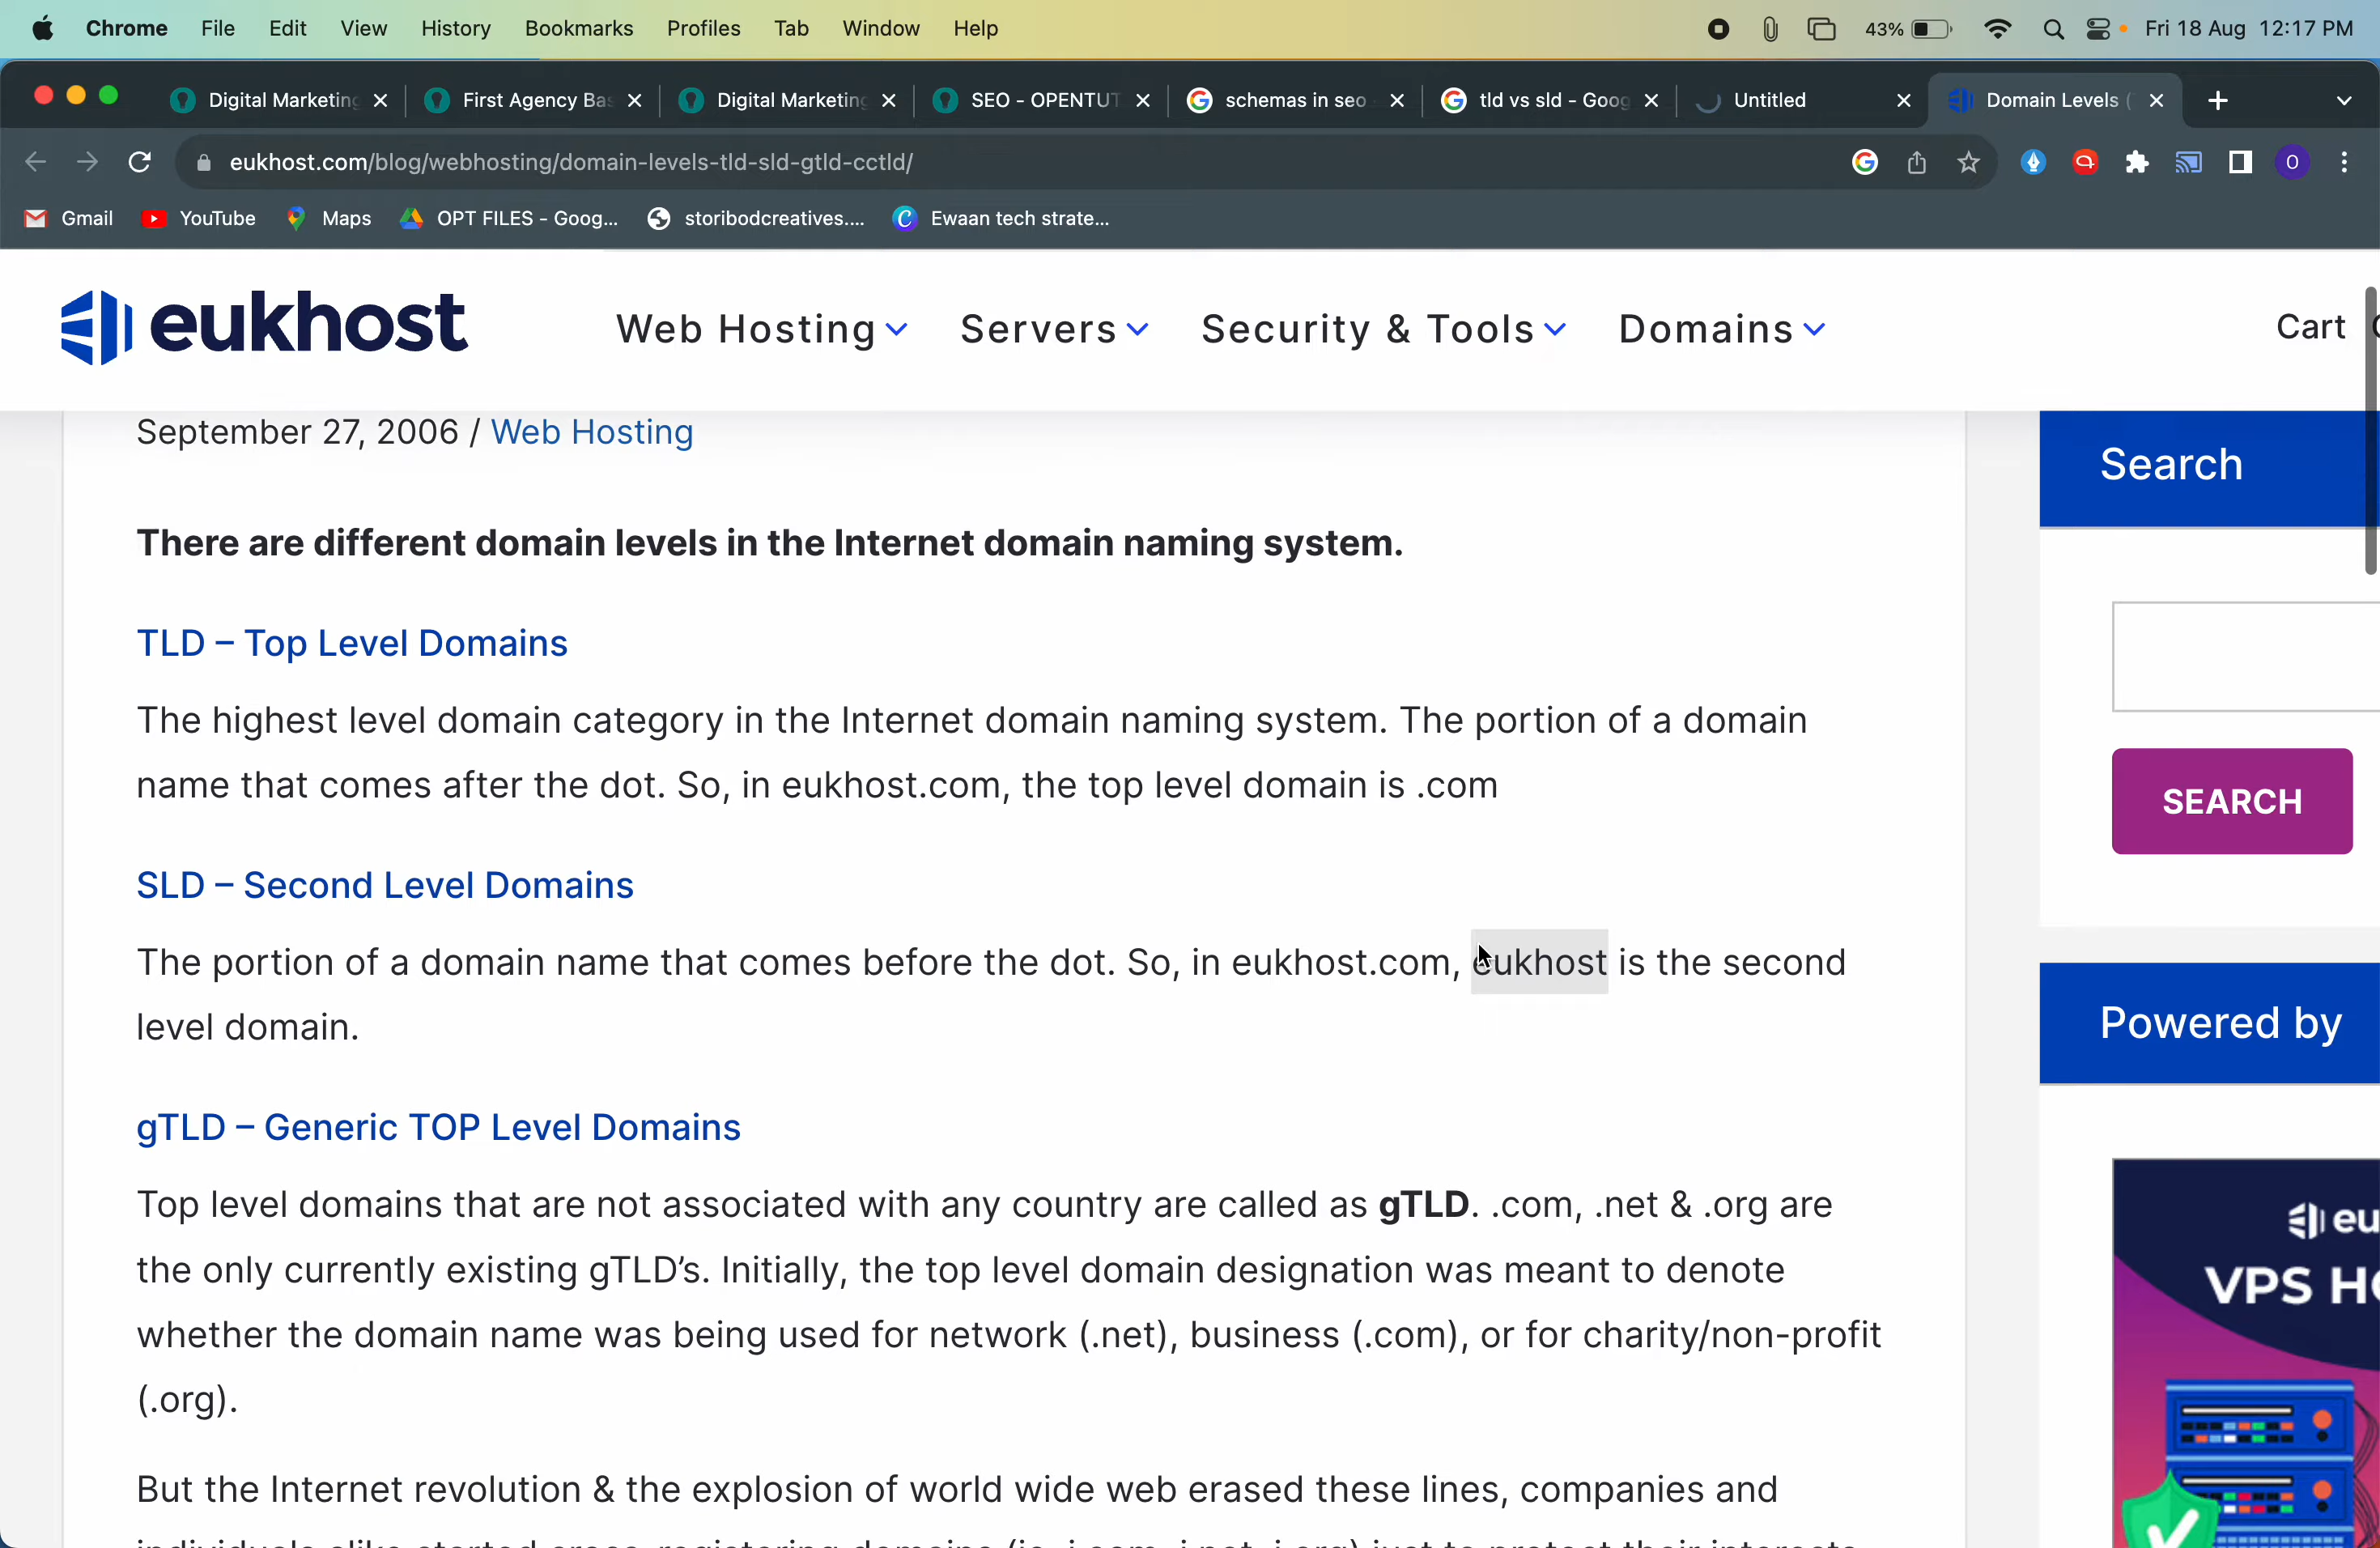 Chrome File Edit View History Bookmarks Profiles Tab Window Help 43% Fri 18 Aug 12:17 PM
Digital Marketing First Agency Bas Digital Marketing SEO - OPENTUT schemas in seo tld vs sld - Goog Untitled Domain Levels (
eukhost.com/blog/webhosting/domain-levels-tld-sld-gtld-cctld/ O
Gmail YouTube Maps OPT FILES - Goog... storibodcreatives.... Ewaan tech strate...
eukhost Web Hosting Servers Security & Tools Domains Cart
September 27, 2006 / Web Hosting
Search
There are different domain levels in the Internet domain naming system.
TLD – Top Level Domains
The highest level domain category in the Internet domain naming system. The portion of a domain
name that comes after the dot. So, in eukhost.com, the top level domain is .com
SEARCH
SLD – Second Level Domains
The portion of a domain name that comes before the dot. So, in eukhost.com, eukhost is the second
level domain.
Powered by
gTLD – Generic TOP Level Domains
Top level domains that are not associated with any country are called as gTLD. .com, .net & .org are
the only currently existing gTLD's. Initially, the top level domain designation was meant to denote
whether the domain name was being used for network (.net), business (.com), or for charity/non-profit
(.org).
eu
VPS H
But the Internet revolution & the explosion of world wide web erased these lines, companies and